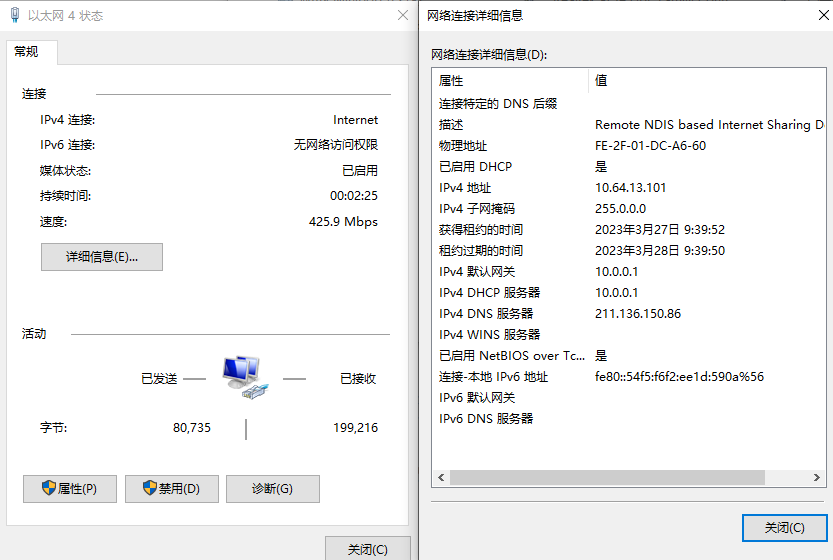 以太网 4 状态
常规
连接
IPv4 连接: Internet
IPv6 连接: 无网络访问权限
媒体状态: 已启用
持续时间: 00:02:25
速度: 425.9 Mbps
详细信息(E)...
活动
已发送 已接收
字节: 80,735 199,216
属性(P) 禁用(D) 诊断(G)
关闭(C)
网络连接详细信息
网络连接详细信息(D):
属性 值
连接特定的 DNS 后缀
描述 Remote NDIS based Internet Sharing D
物理地址 FE-2F-01-DC-A6-60
已启用 DHCP 是
IPv4 地址 10.64.13.101
IPv4 子网掩码 255.0.0.0
获得租约的时间 2023年3月27日 9:39:52
租约过期的时间 2023年3月28日 9:39:50
IPv4 默认网关 10.0.0.1
IPv4 DHCP 服务器 10.0.0.1
IPv4 DNS 服务器 211.136.150.86
IPv4 WINS 服务器
已启用 NetBIOS over Tc... 是
连接-本地 IPv6 地址 fe80::54f5:f6f2:ee1d:590a%56
IPv6 默认网关
IPv6 DNS 服务器
关闭(C)